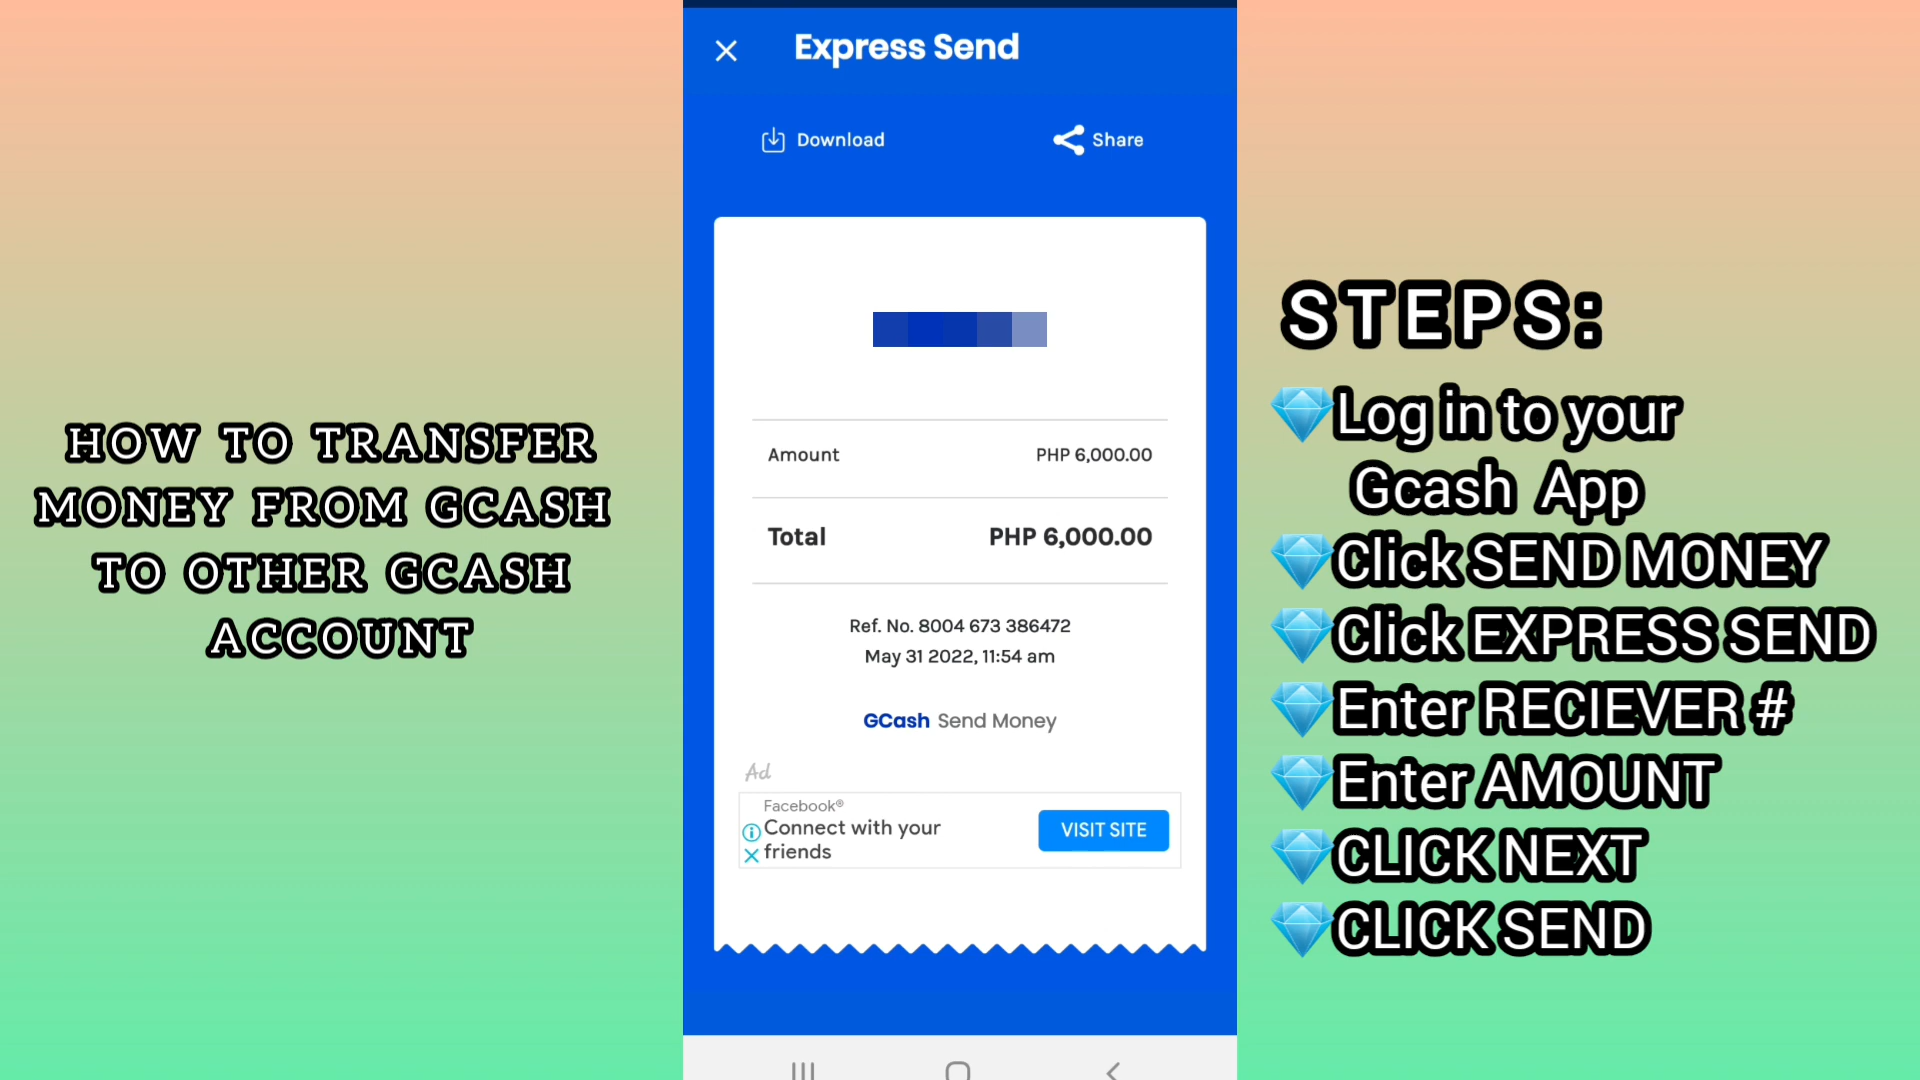 HOW TO TRANSFER
MONEY FROM GCASH
TO OTHER GCASH
ACCOUNT
Express Send
Download
Share
Amount PHP 6,000.00
Total PHP 6,000.00
Ref. No. 8004 673 386472
May 31 2022, 11:54 am
GCash Send Money
Ad
Facebook®
Connect with your
friends
VISIT SITE
STEPS:
Log in to your
Gcash App
Click SEND MONEY
Click EXPRESS SEND
Enter RECIEVER #
Enter AMOUNT
CLICK NEXT
CLICK SEND